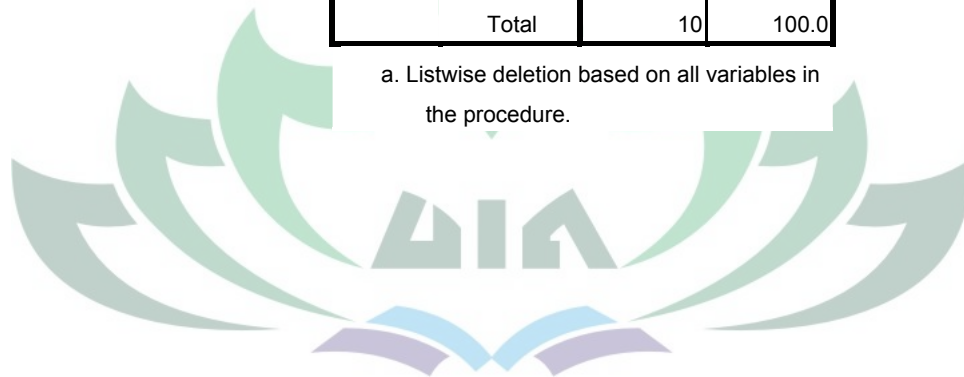 Total 10 100.0
a. Listwise deletion based on all variables in
the procedure.